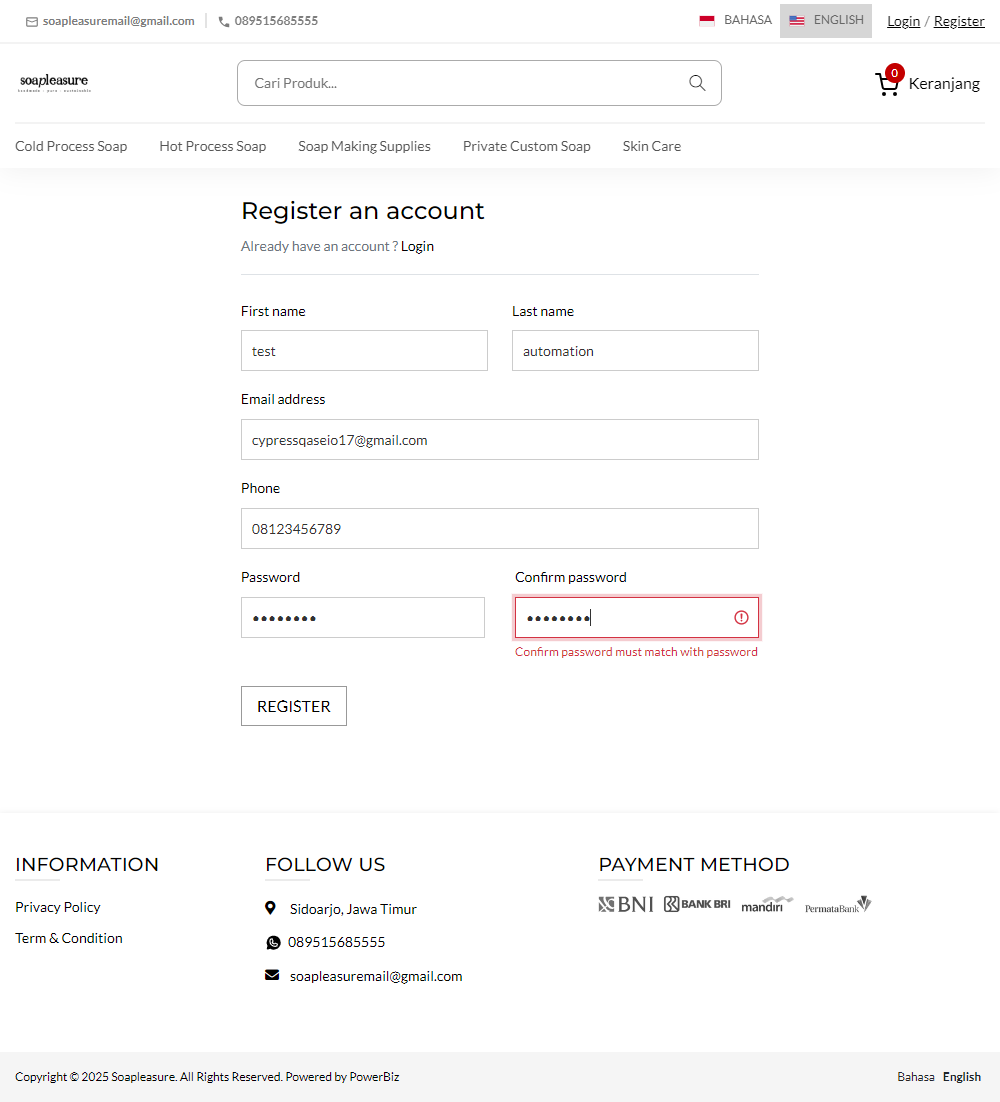 soapleasuremail@gmail.com 089515685555 BAHASA ENGLISH Login / Register
soapleasure
handmade - pure - sustainable
Cari Produk... 0 Keranjang
Cold Process Soap Hot Process Soap Soap Making Supplies Private Custom Soap Skin Care
Register an account
Already have an account ? Login
First name Last name
test automation
Email address
cypressqaseio17@gmail.com
Phone
08123456789
Password Confirm password
Confirm password must match with password
REGISTER
INFORMATION FOLLOW US PAYMENT METHOD
BNI BANK BRI mandiri PermataBank
Privacy Policy Sidoarjo, Jawa Timur
Term & Condition 089515685555
soapleasuremail@gmail.com
Copyright © 2025 Soapleasure. All Rights Reserved. Powered by PowerBiz Bahasa English